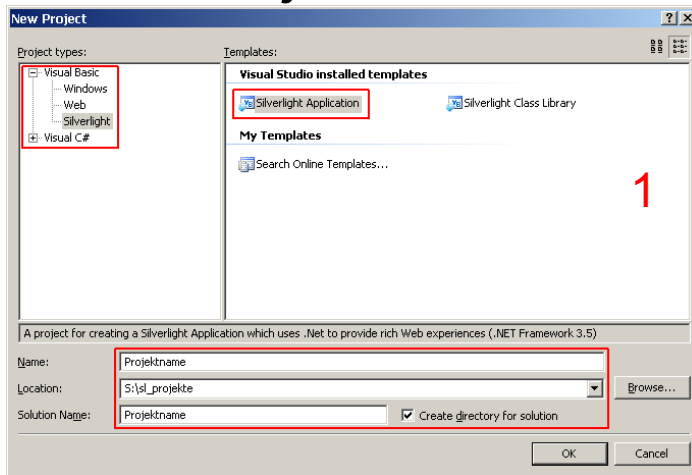 New Project
Project types:
Templates:
Visual Basic
Windows
Web
Silverlight
Visual C#
Visual Studio installed templates
Silverlight Application
Silverlight Class Library
My Templates
Search Online Templates...
1
A project for creating a Silverlight Application which uses .Net to provide rich Web experiences (.NET Framework 3.5)
Name:
Projektname
Location:
S:\sl_projekte
Browse...
Solution Name:
Projektname
Create directory for solution
OK
Cancel